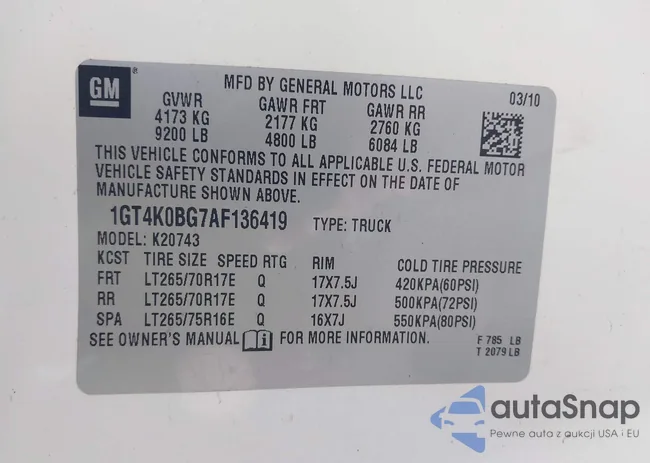 GM
MFD BY GENERAL MOTORS LLC
03/10
GVWR GAWR FRT GAWR RR
4173 KG 2177 KG 2760 KG
9200 LB 4800 LB 6084 LB
THIS VEHICLE CONFORMS TO ALL APPLICABLE U.S. FEDERAL MOTOR
VEHICLE SAFETY STANDARDS IN EFFECT ON THE DATE OF
MANUFACTURE SHOWN ABOVE.
1GT4K0BG7AF136419 TYPE: TRUCK
MODEL: K20743
KCST TIRE SIZE SPEED RTG RIM COLD TIRE PRESSURE
FRT LT265/70R17E Q 17X7.5J 420KPA(60PSI)
RR LT265/70R17E Q 17X7.5J 500KPA(72PSI)
SPA LT265/75R16E Q 16X7J 550KPA(80PSI)
SEE OWNER'S MANUAL i FOR MORE INFORMATION.
F 785 LB
T 2079 LB
autaSnap
Pewne auta z aukcji USA i EU